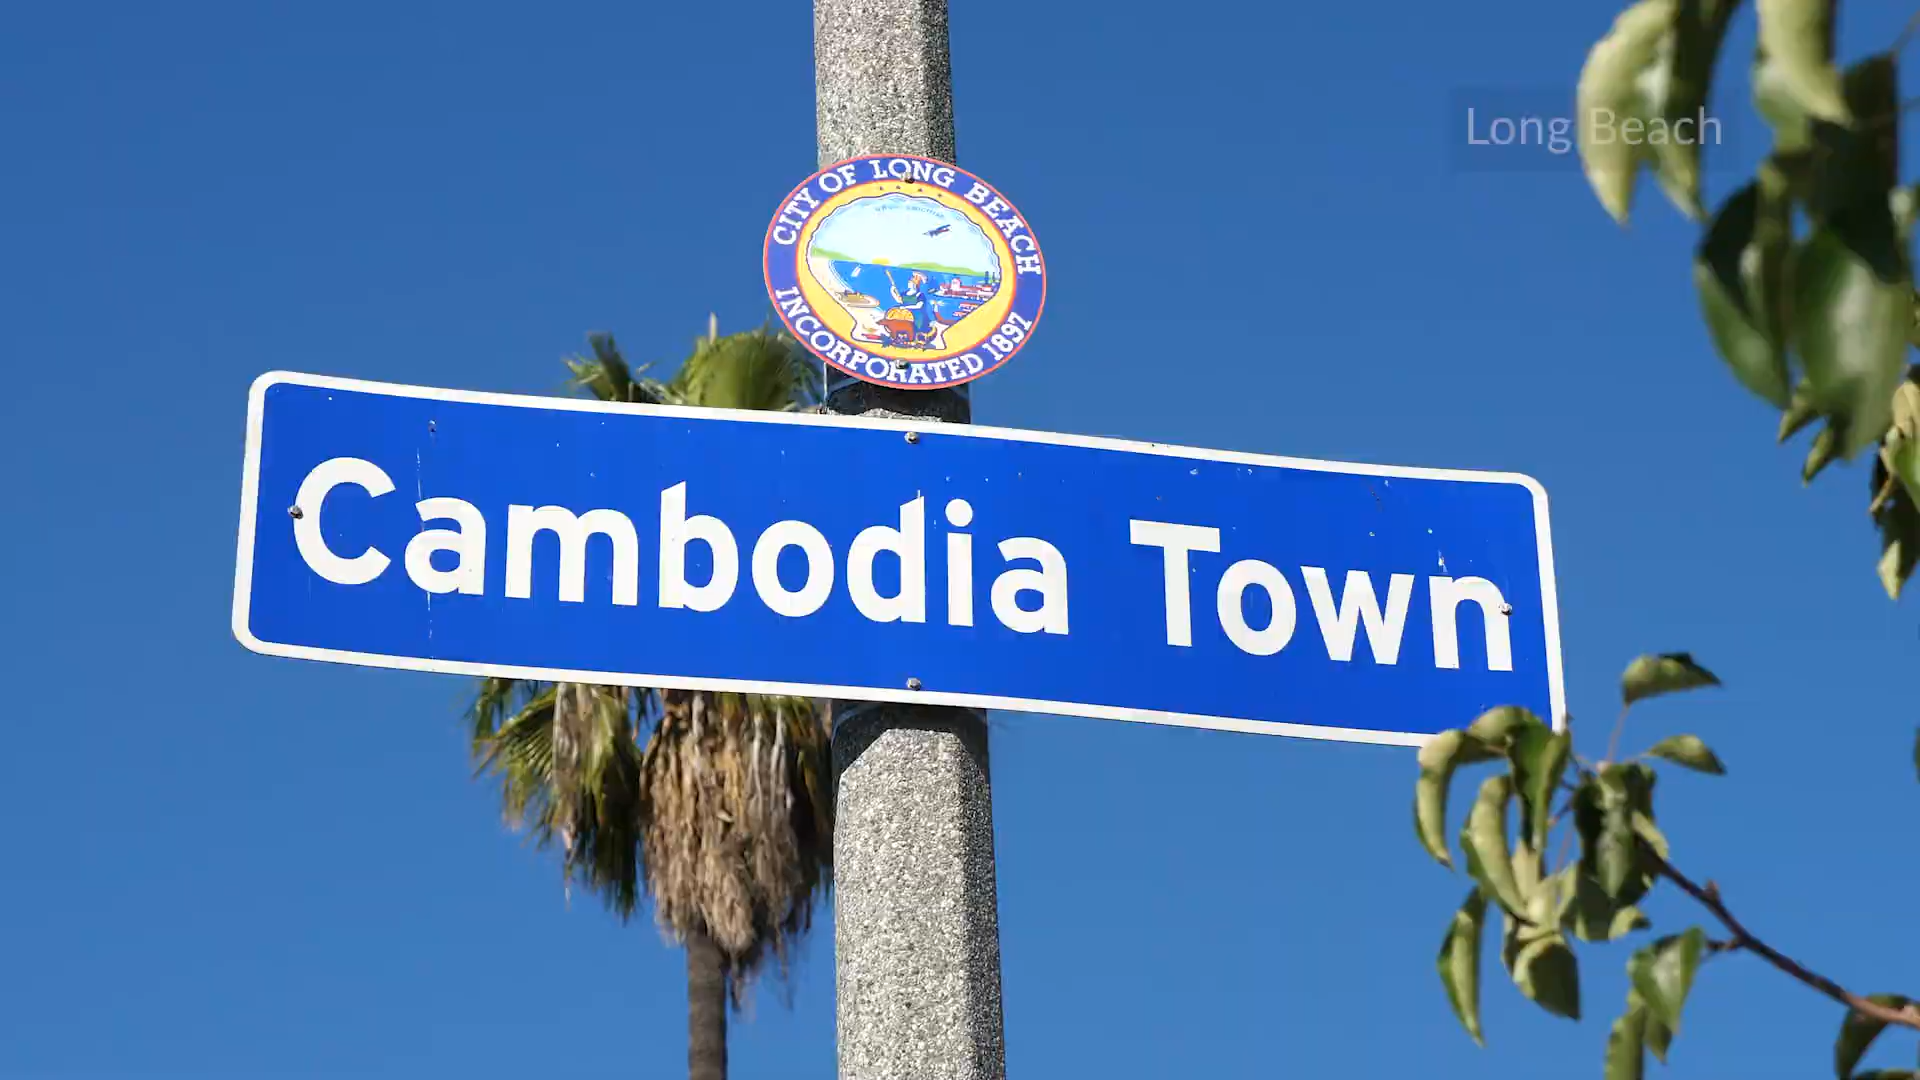 Long Beach
CITY OF LONG BEACH
INCORPORATED 1897
Cambodia Town